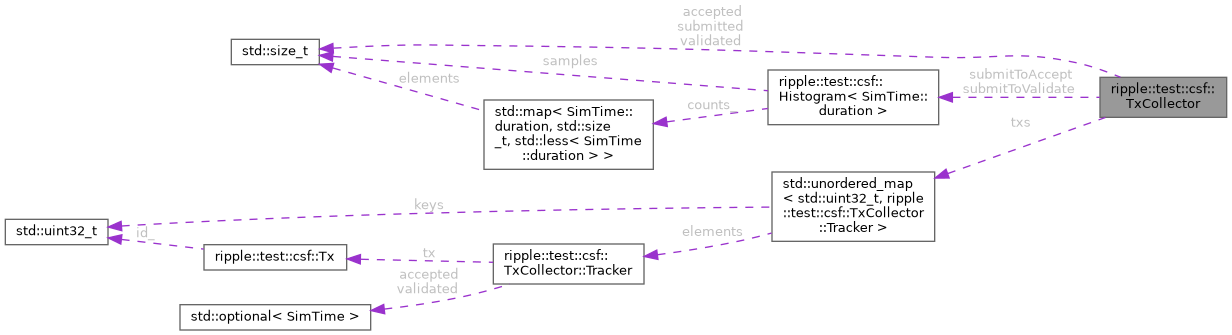 accepted
submitted
validated
std::size_t
samples
elements
ripple::test::csf::
Histogram< SimTime::
duration >
submitToAccept
submitToValidate
ripple::test::csf::
TxCollector
counts_
std::map< SimTime::
duration, std::size
_t, std::less< SimTime
::duration > >
txs
std::unordered_map
< std::uint32_t, ripple
::test::csf::TxCollector
::Tracker >
keys
std::uint32_t
id_
elements
ripple::test::csf::Tx
tx
ripple::test::csf::
TxCollector::Tracker
accepted
validated
std::optional< SimTime >